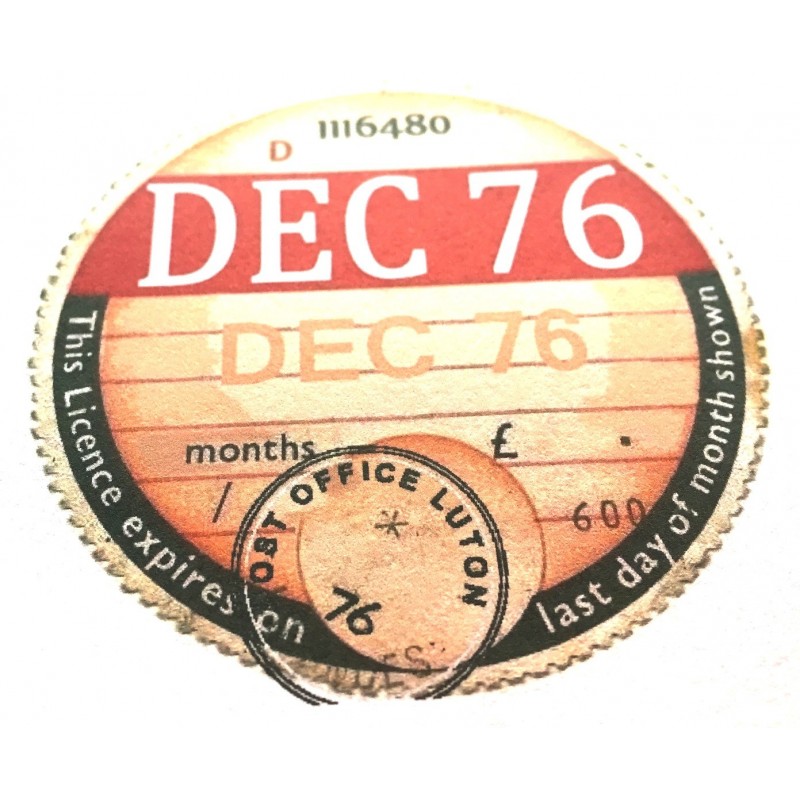 D 1116480
DEC 76
DEC 76
months £ .
/ 600
This Licence expires on last day of month shown
POST OFFICE LUTON
*
76